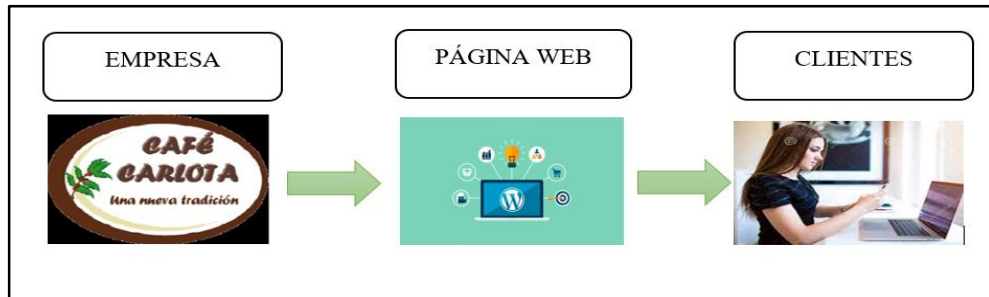 EMPRESA
PÁGINA WEB
CLIENTES
CAFÉ
CARLOTA
Una nueva tradición
W